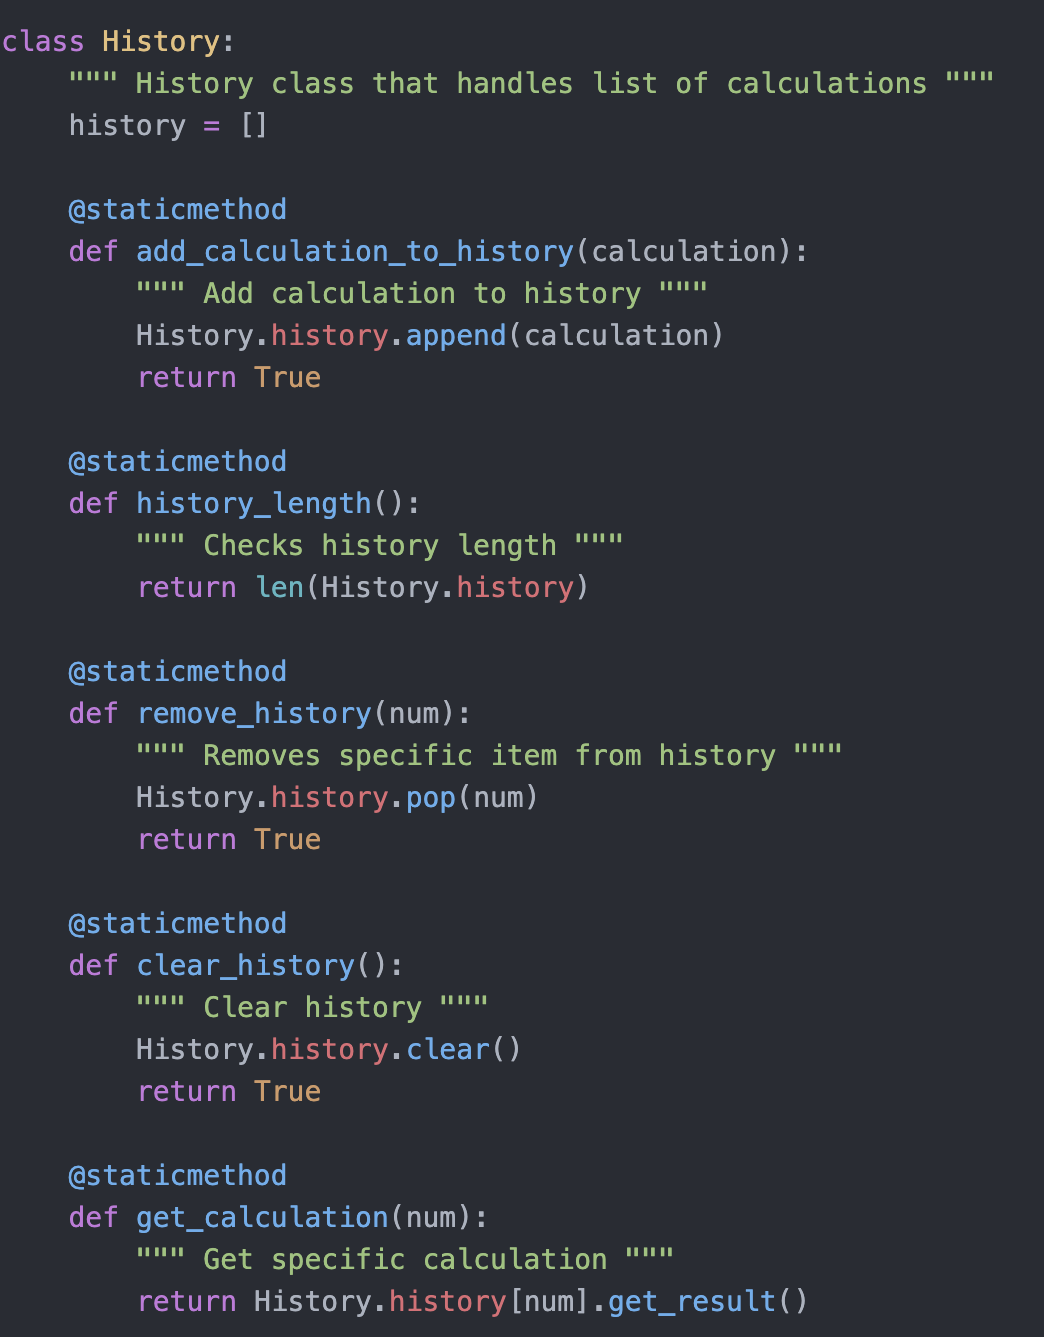 class History:
    """ History class that handles list of calculations """
    history = []

    @staticmethod
    def add_calculation_to_history(calculation):
        """ Add calculation to history """
        History.history.append(calculation)
        return True

    @staticmethod
    def history_length():
        """ Checks history length """
        return len(History.history)

    @staticmethod
    def remove_history(num):
        """ Removes specific item from history """
        History.history.pop(num)
        return True

    @staticmethod
    def clear_history():
        """ Clear history """
        History.history.clear()
        return True

    @staticmethod
    def get_calculation(num):
        """ Get specific calculation """
        return History.history[num].get_result()